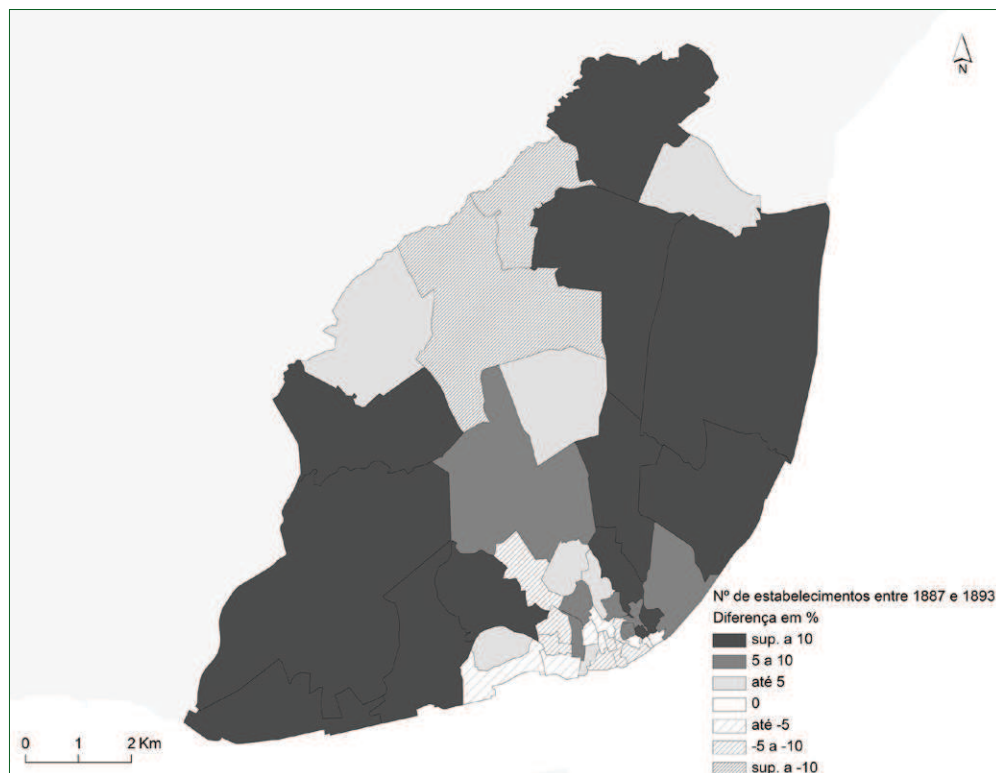 N
Nº de estabelecimentos entre 1887 e 1893
Diferença em %
sup. a 10
5 a 10
até 5
0
até -5
-5 a -10
sup. a -10
0 1 2 Km